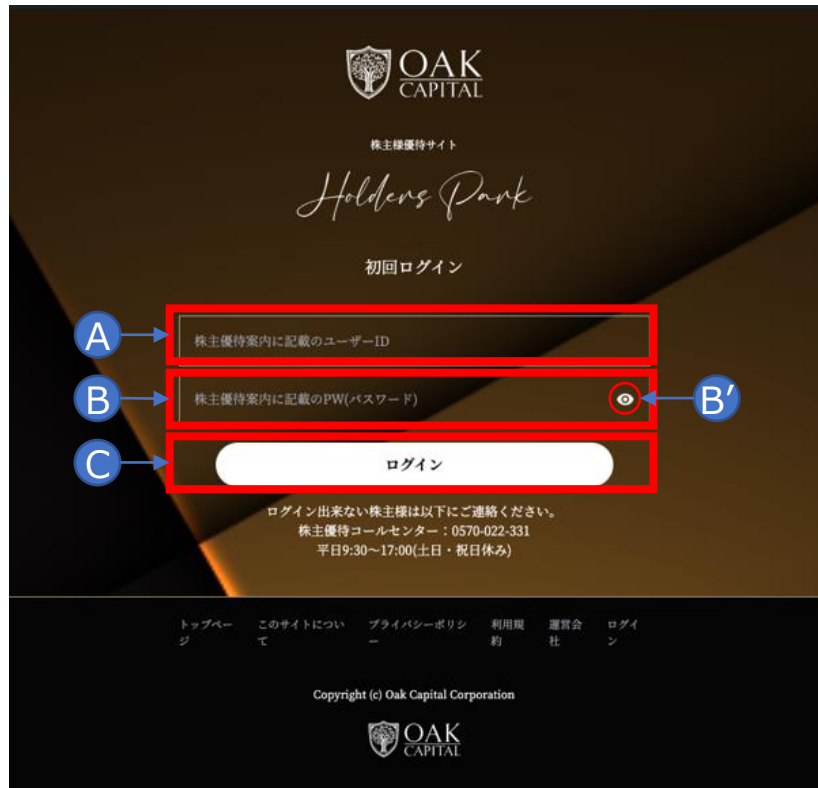 OAK
CAPITAL
株主様優待サイト
Holders Park
初回ログイン
A
株主優待案内に記載のユーザーID
B
株主優待案内に記載のPW(パスワード)
B′
C
ログイン
ログイン出来ない株主様は以下にご連絡ください。
株主優待コールセンター：0570-022-331
平日9:30〜17:00(土日・祝日休み)
トップペー このサイトについ プライバシーポリシ 利用規 運営会 ログイ
ジ て ー 約 社 ン
Copyright (c) Oak Capital Corporation
OAK
CAPITAL